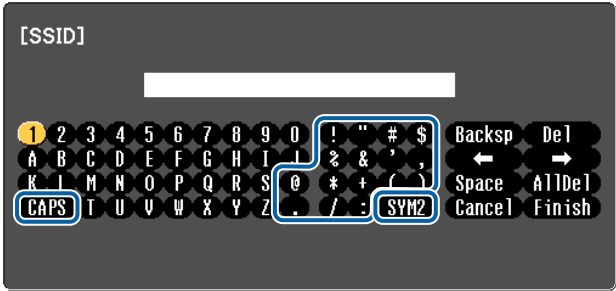 [SSID]
1 2 3 4 5 6 7 8 9 0 ! " # $ Backsp Del
A B C D E F G H I J % & ' , ← →
K L M N O P Q R S @ * + ( ) Space AllDel
CAPS T U V W X Y Z . / : SYM2 Cancel Finish